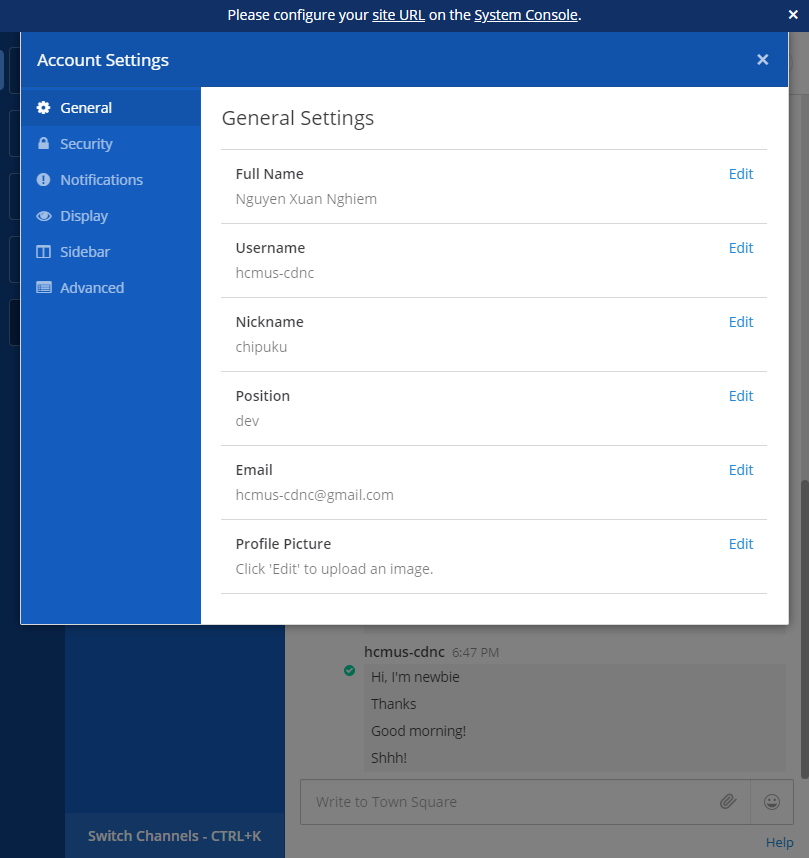 Please configure your site URL on the System Console.
Account Settings
General
Security
Notifications
Display
Sidebar
Advanced
General Settings
Full Name Edit
Nguyen Xuan Nghiem
Username Edit
hcmus-cdnc
Nickname Edit
chipuku
Position Edit
dev
Email Edit
hcmus-cdnc@gmail.com
Profile Picture Edit
Click 'Edit' to upload an image.
hcmus-cdnc 6:47 PM
Hi, I'm newbie
Thanks
Good morning!
Shhh!
Write to Town Square
Switch Channels - CTRL+K
Help